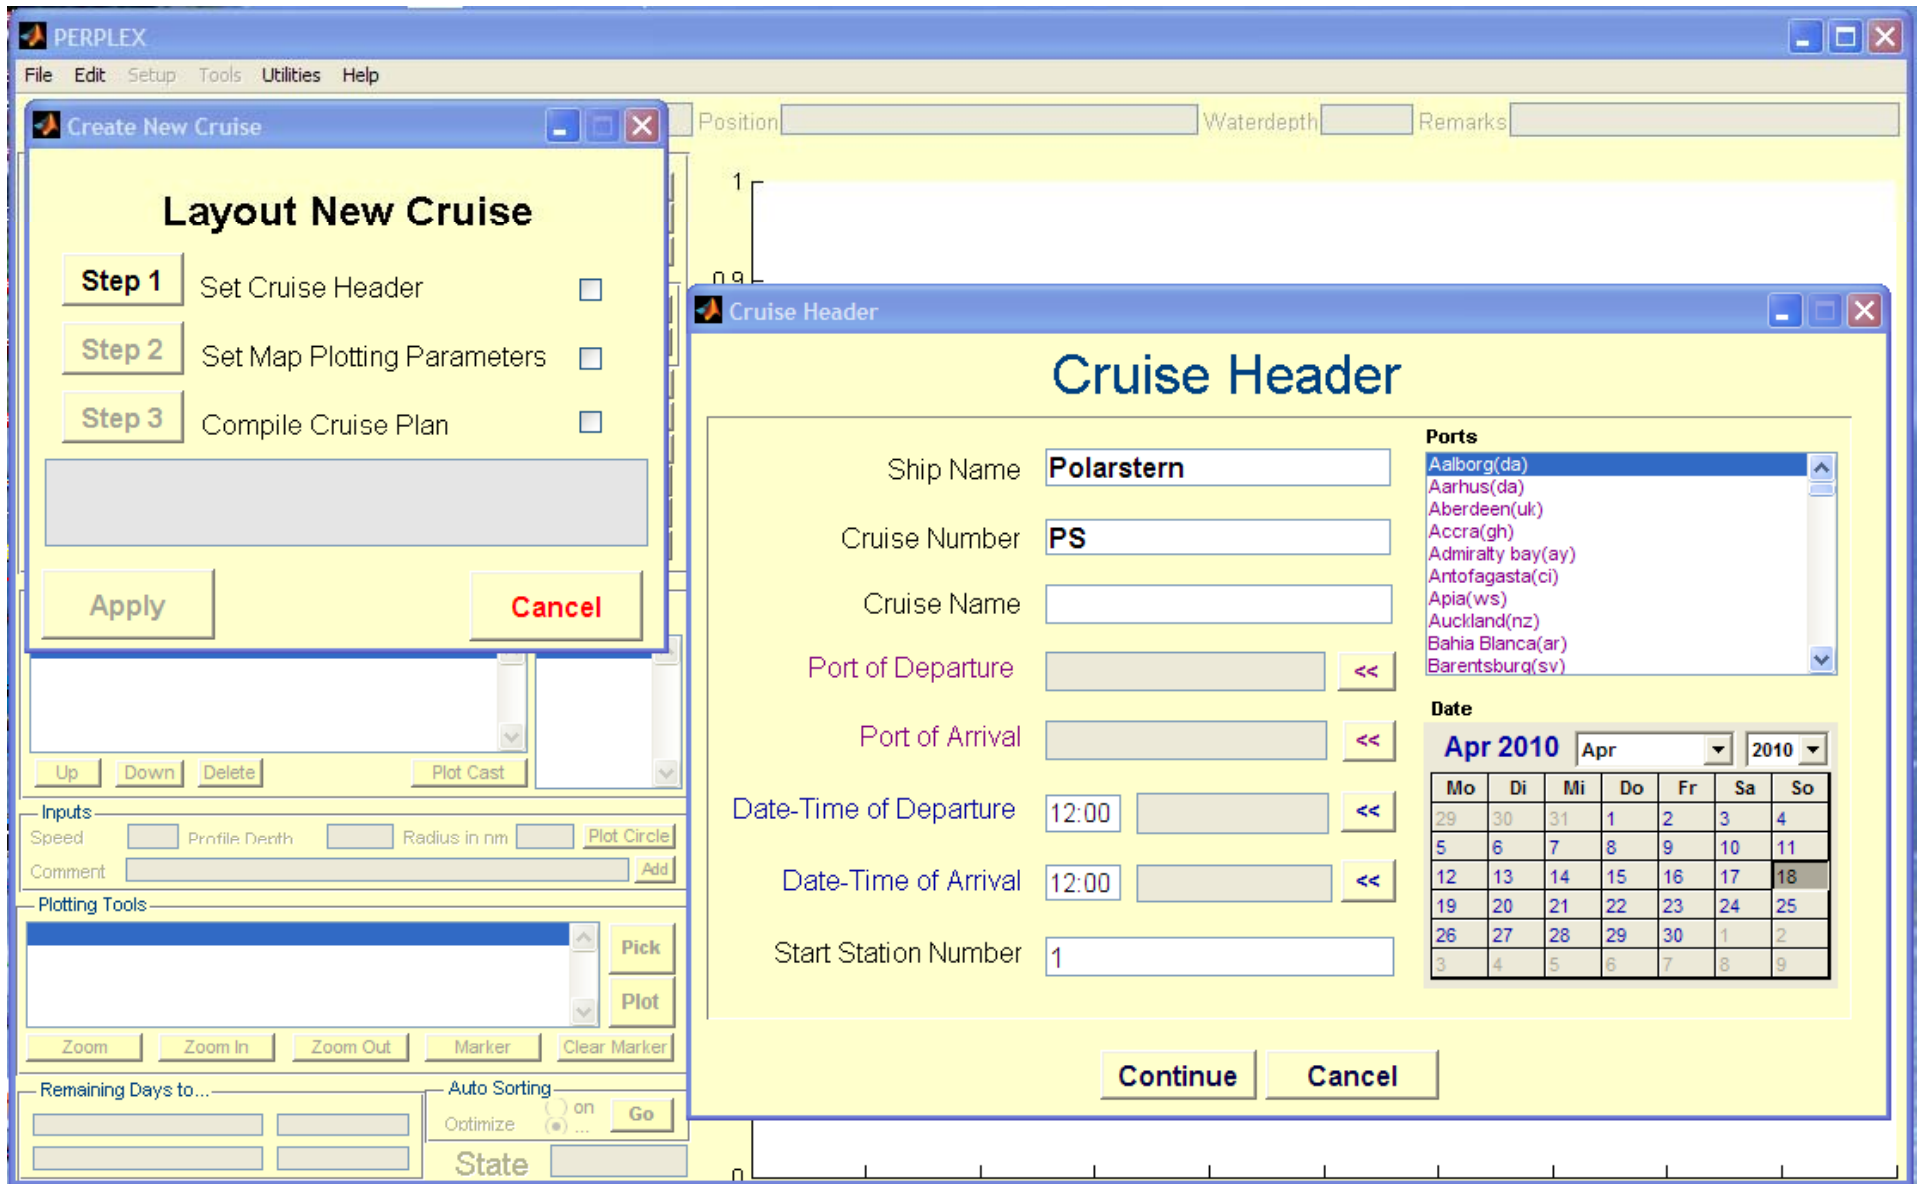 PERPLEX
File Edit Setup Tools Utilities Help
Create New Cruise
Position Waterdepth Remarks
Layout New Cruise
Step 1 Set Cruise Header
Step 2 Set Map Plotting Parameters
Step 3 Compile Cruise Plan
Apply Cancel
1
0.9
Cruise Header
Cruise Header
Ship Name Polarstern
Cruise Number PS
Cruise Name
Port of Departure <<
Port of Arrival <<
Date-Time of Departure 12:00 <<
Date-Time of Arrival 12:00 <<
Start Station Number 1
Ports
Aalborg(da)
Aarhus(da)
Aberdeen(uk)
Accra(gh)
Admiralty bay(ay)
Antofagasta(ci)
Apia(ws)
Auckland(nz)
Bahia Blanca(ar)
Barentsburg(sv)
Date
Apr 2010 Apr 2010
Mo Di Mi Do Fr Sa So
29 30 31 1 2 3 4
5 6 7 8 9 10 11
12 13 14 15 16 17 18
19 20 21 22 23 24 25
26 27 28 29 30 1 2
3 4 5 6 7 8 9
Continue Cancel
Up Down Delete Plot Cast
Inputs
Speed Profile Depth Radius in nm Plot Circle
Comment Add
Plotting Tools
Pick
Plot
Zoom Zoom In Zoom Out Marker Clear Marker
Remaining Days to...
Auto Sorting
Optimize on ... Go
State
0